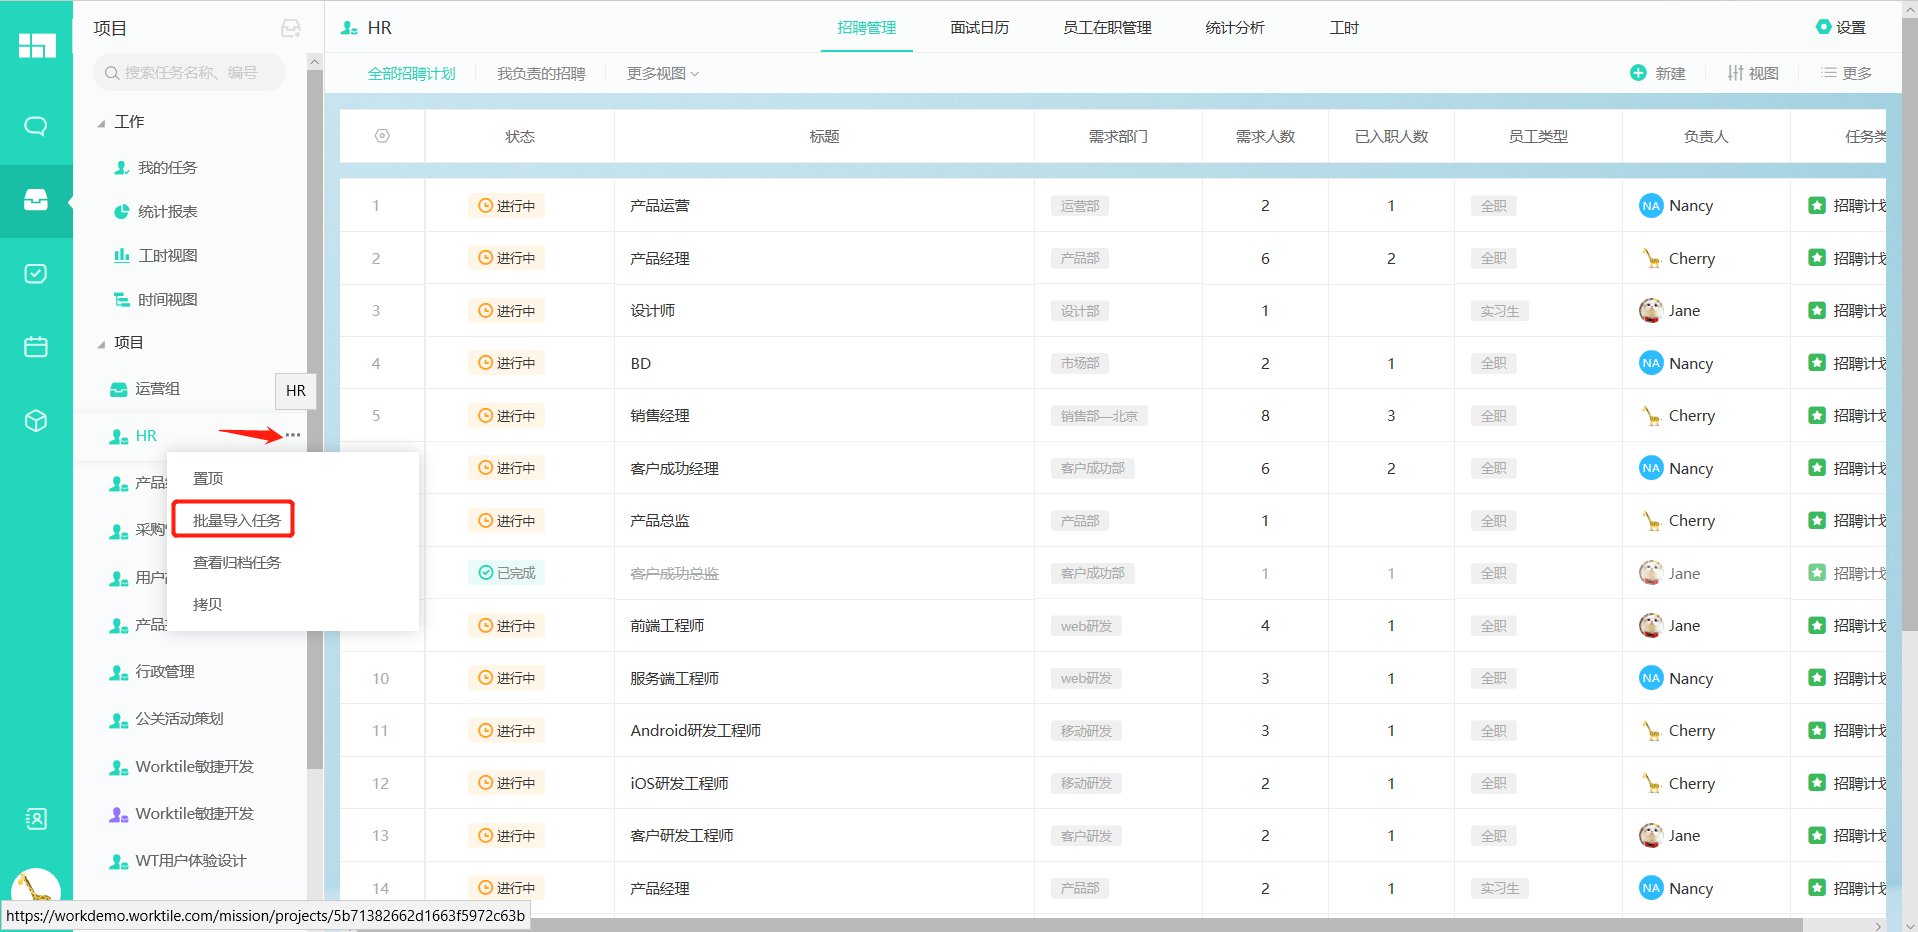 项目
HR
招聘管理
面试日历
员工在职管理
统计分析
工时
设置
搜索任务名称、编号
全部招聘计划
我负责的招聘
更多视图
新建
视图
更多
工作
我的任务
统计报表
工时视图
时间视图
项目
运营组
HR
HR
产品
采购
用户
产品
行政管理
公关活动策划
Worktile敏捷开发
Worktile敏捷开发
WT用户体验设计
置顶
批量导入任务
查看归档任务
拷贝
状态 标题 需求部门 需求人数 已入职人数 员工类型 负责人 任务类
1 进行中 产品运营 运营部 2 1 全职 NA Nancy 招聘计划
2 进行中 产品经理 产品部 6 2 全职 Cherry 招聘计划
3 进行中 设计师 设计部 1 实习生 Jane 招聘计划
4 进行中 BD 市场部 2 1 全职 NA Nancy 招聘计划
5 进行中 销售经理 销售部—北京 8 3 全职 Cherry 招聘计划
进行中 客户成功经理 客户成功部 6 2 全职 NA Nancy 招聘计划
进行中 产品总监 产品部 1 全职 Cherry 招聘计划
已完成 客户成功总监 客户成功部 1 1 全职 Jane 招聘计划
进行中 前端工程师 web研发 4 1 全职 Jane 招聘计划
10 进行中 服务端工程师 web研发 3 1 全职 NA Nancy 招聘计划
11 进行中 Android研发工程师 移动研发 3 1 全职 Cherry 招聘计划
12 进行中 iOS研发工程师 移动研发 2 1 全职 Cherry 招聘计划
13 进行中 客户研发工程师 客户研发 2 1 全职 Jane 招聘计划
14 进行中 产品经理 产品部 2 1 实习生 NA Nancy 招聘计划
https://workdemo.worktile.com/mission/projects/5b71382662d1663f5972c63b